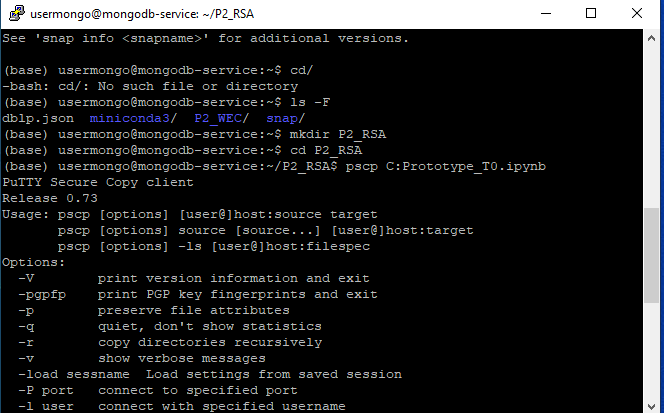 usermongo@mongodb-service: ~/P2_RSA
See 'snap info <snapname>' for additional versions.
(base) usermongo@mongodb-service:~$ cd/
-bash: cd/: No such file or directory
(base) usermongo@mongodb-service:~$ ls -F
dblp.json  miniconda3/  P2_WEC/  snap/
(base) usermongo@mongodb-service:~$ mkdir P2_RSA
(base) usermongo@mongodb-service:~$ cd P2_RSA
(base) usermongo@mongodb-service:~/P2_RSA$ pscp C:Prototype_T0.ipynb
PuTTY Secure Copy client
Release 0.73
Usage: pscp [options] [user@]host:source target
       pscp [options] source [source...] [user@]host:target
       pscp [options] -ls [user@]host:filespec
Options:
  -V        print version information and exit
  -pgpfp    print PGP key fingerprints and exit
  -p        preserve file attributes
  -q        quiet, don't show statistics
  -r        copy directories recursively
  -v        show verbose messages
  -load sessname  Load settings from saved session
  -P port   connect to specified port
  -l user   connect with specified username